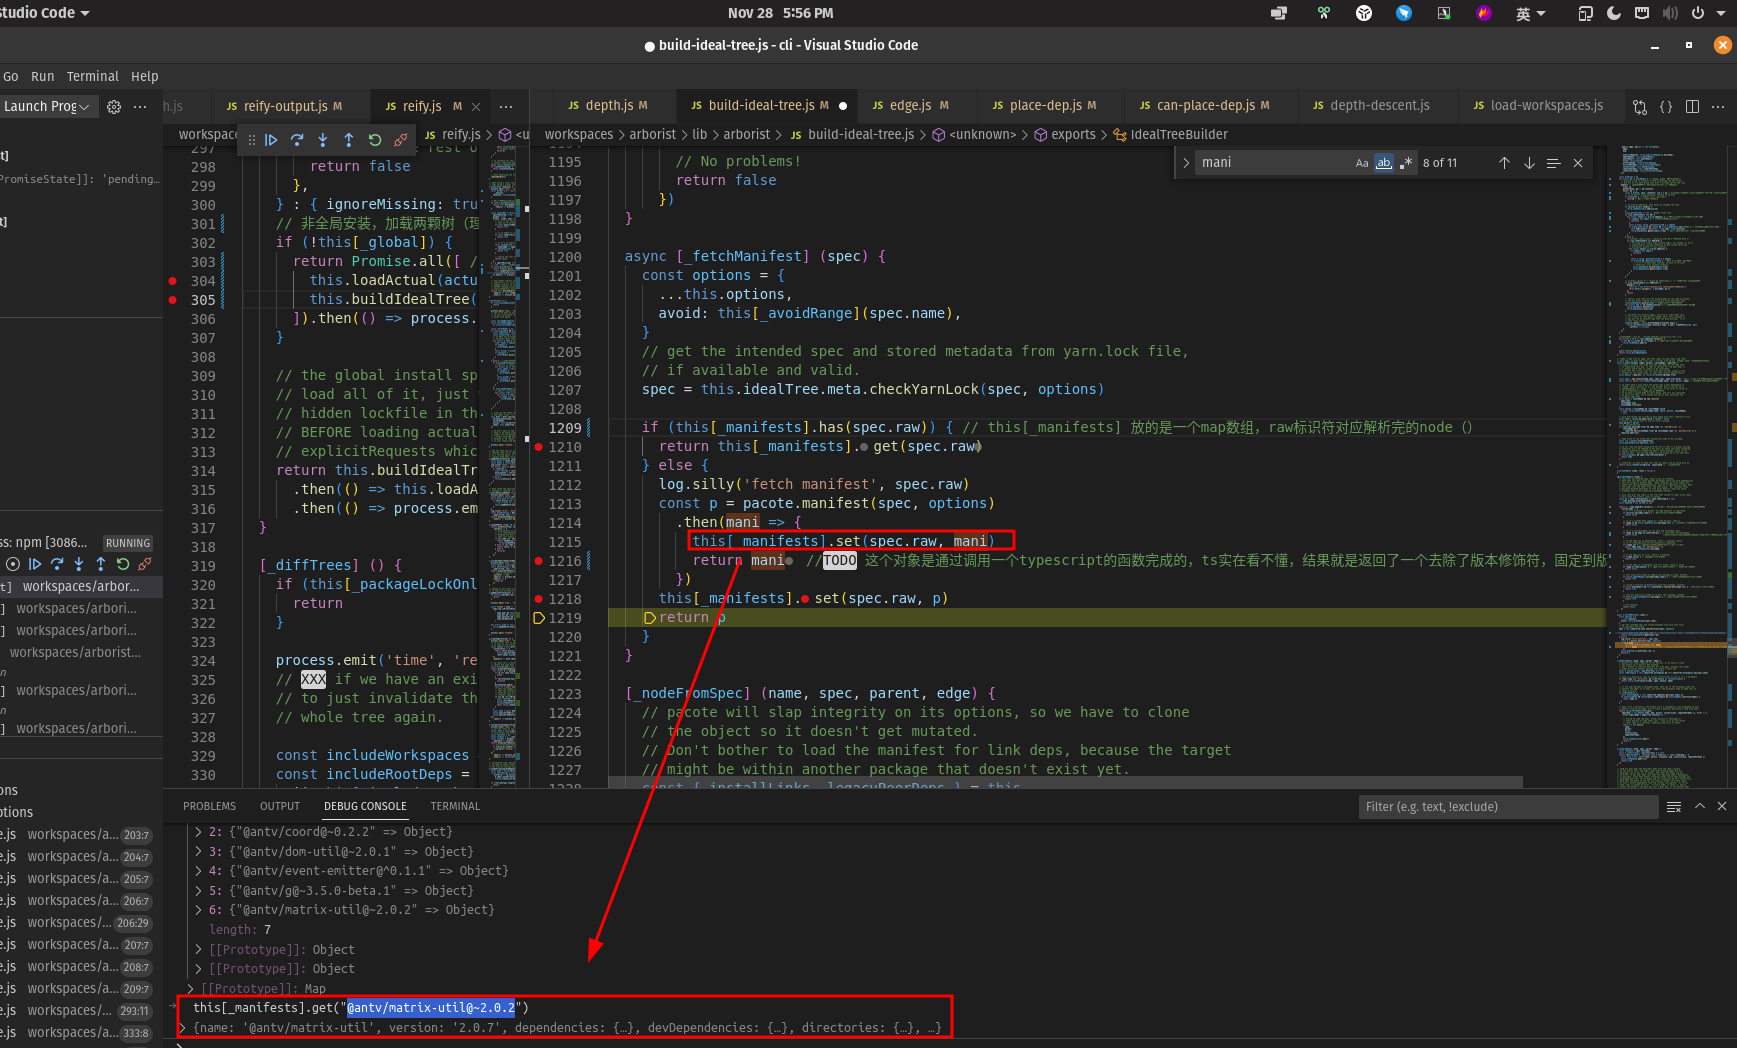 Studio Code
Nov 28 5:56 PM
英
● build-ideal-tree.js - cli - Visual Studio Code
Go Run Terminal Help
Launch Prog
h.js
JS reify-output.js M
JS reify.js M
JS depth.js M
JS build-ideal-tree.js M
JS edge.js M
JS place-dep.js M
JS can-place-dep.js M
JS depth-descent.js
JS load-workspaces.js
workspace
JS reify.js > <u
workspaces > arborist > lib > arborist > JS build-ideal-tree.js > <unknown> > exports > IdealTreeBuilder
mani
Aa ab .* 8 of 11
t]
PromiseState]]: 'pending…
t]
297
298 return false
299 },
300 } : { ignoreMissing: tru
301 // 非全局安装，加载两颗树（理
302 if (!this[_global]) {
303 return Promise.all([ /
304 this.loadActual(actu
305 this.buildIdealTree(
306 ]).then(() => process.
307 }
308
309 // the global install sp
310 // load all of it, just
311 // hidden lockfile in th
312 // BEFORE loading actual
313 // explicitRequests whic
314 return this.buildIdealTr
315 .then(() => this.loadA
316 .then(() => process.em
317 }
318
319 [_diffTrees] () {
320 if (this[_packageLockOnl
321 return
322 }
323
324 process.emit('time', 're
325 // XXX if we have an exi
326 // to just invalidate th
327 // whole tree again.
328
329 const includeWorkspaces
330 const includeRootDeps =
1195 // No problems!
1196 return false
1197 })
1198 }
1199
1200 async [_fetchManifest] (spec) {
1201 const options = {
1202 ...this.options,
1203 avoid: this[_avoidRange](spec.name),
1204 }
1205 // get the intended spec and stored metadata from yarn.lock file,
1206 // if available and valid.
1207 spec = this.idealTree.meta.checkYarnLock(spec, options)
1208
1209 if (this[_manifests].has(spec.raw)) { // this[_manifests] 放的是一个map数组，raw标识符对应解析完的node（）
1210 return this[_manifests].get(spec.raw)
1211 } else {
1212 log.silly('fetch manifest', spec.raw)
1213 const p = pacote.manifest(spec, options)
1214 .then(mani => {
1215 this[_manifests].set(spec.raw, mani)
1216 return mani //TODO 这个对象是通过调用一个typescript的函数完成的，ts实在看不懂，结果就是返回了一个去除了版本修饰符，固定到版
1217 })
1218 this[_manifests].set(spec.raw, p)
1219 return p
1220 }
1221 }
1222
1223 [_nodeFromSpec] (name, spec, parent, edge) {
1224 // pacote will slap integrity on its options, so we have to clone
1225 // the object so it doesn't get mutated.
1226 // Don't bother to load the manifest for link deps, because the target
1227 // might be within another package that doesn't exist yet.
1228 const { installLinks, legacyPeerDeps } = this
ss: npm [3086… RUNNING
t] workspaces/arbor…
] workspaces/arbori…
] workspaces/arbori…
workspaces/arborist…
n
] workspaces/arbori…
n
] workspaces/arbori…
ons
ptions
e.js workspaces/a… 203:7
e.js workspaces/a… 204:7
e.js workspaces/a… 205:7
e.js workspaces/a… 206:7
e.js workspaces/… 206:29
e.js workspaces/a… 207:7
e.js workspaces/a… 208:7
e.js workspaces/a… 209:7
e.js workspaces/… 293:11
e.js workspaces/a… 333:8
PROBLEMS OUTPUT DEBUG CONSOLE TERMINAL
Filter (e.g. text, !exclude)
> 2: {"@antv/coord@~0.2.2" => Object}
> 3: {"@antv/dom-util@~2.0.1" => Object}
> 4: {"@antv/event-emitter@^0.1.1" => Object}
> 5: {"@antv/g@~3.5.0-beta.1" => Object}
> 6: {"@antv/matrix-util@~2.0.2" => Object}
length: 7
> [[Prototype]]: Object
> [[Prototype]]: Object
> [[Prototype]]: Map
this[_manifests].get("@antv/matrix-util@~2.0.2")
> {name: '@antv/matrix-util', version: '2.0.7', dependencies: {…}, devDependencies: {…}, directories: {…}, …}